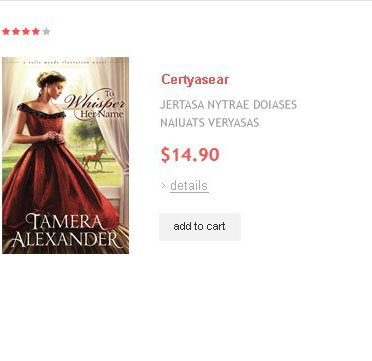 a belle meade plantation novel
To
Whisper
Her Name
TAMERA
ALEXANDER
Certyasear
JERTASA NYTRAE DOIASES
NAIUATS VERYASAS
$14.90
details
add to cart